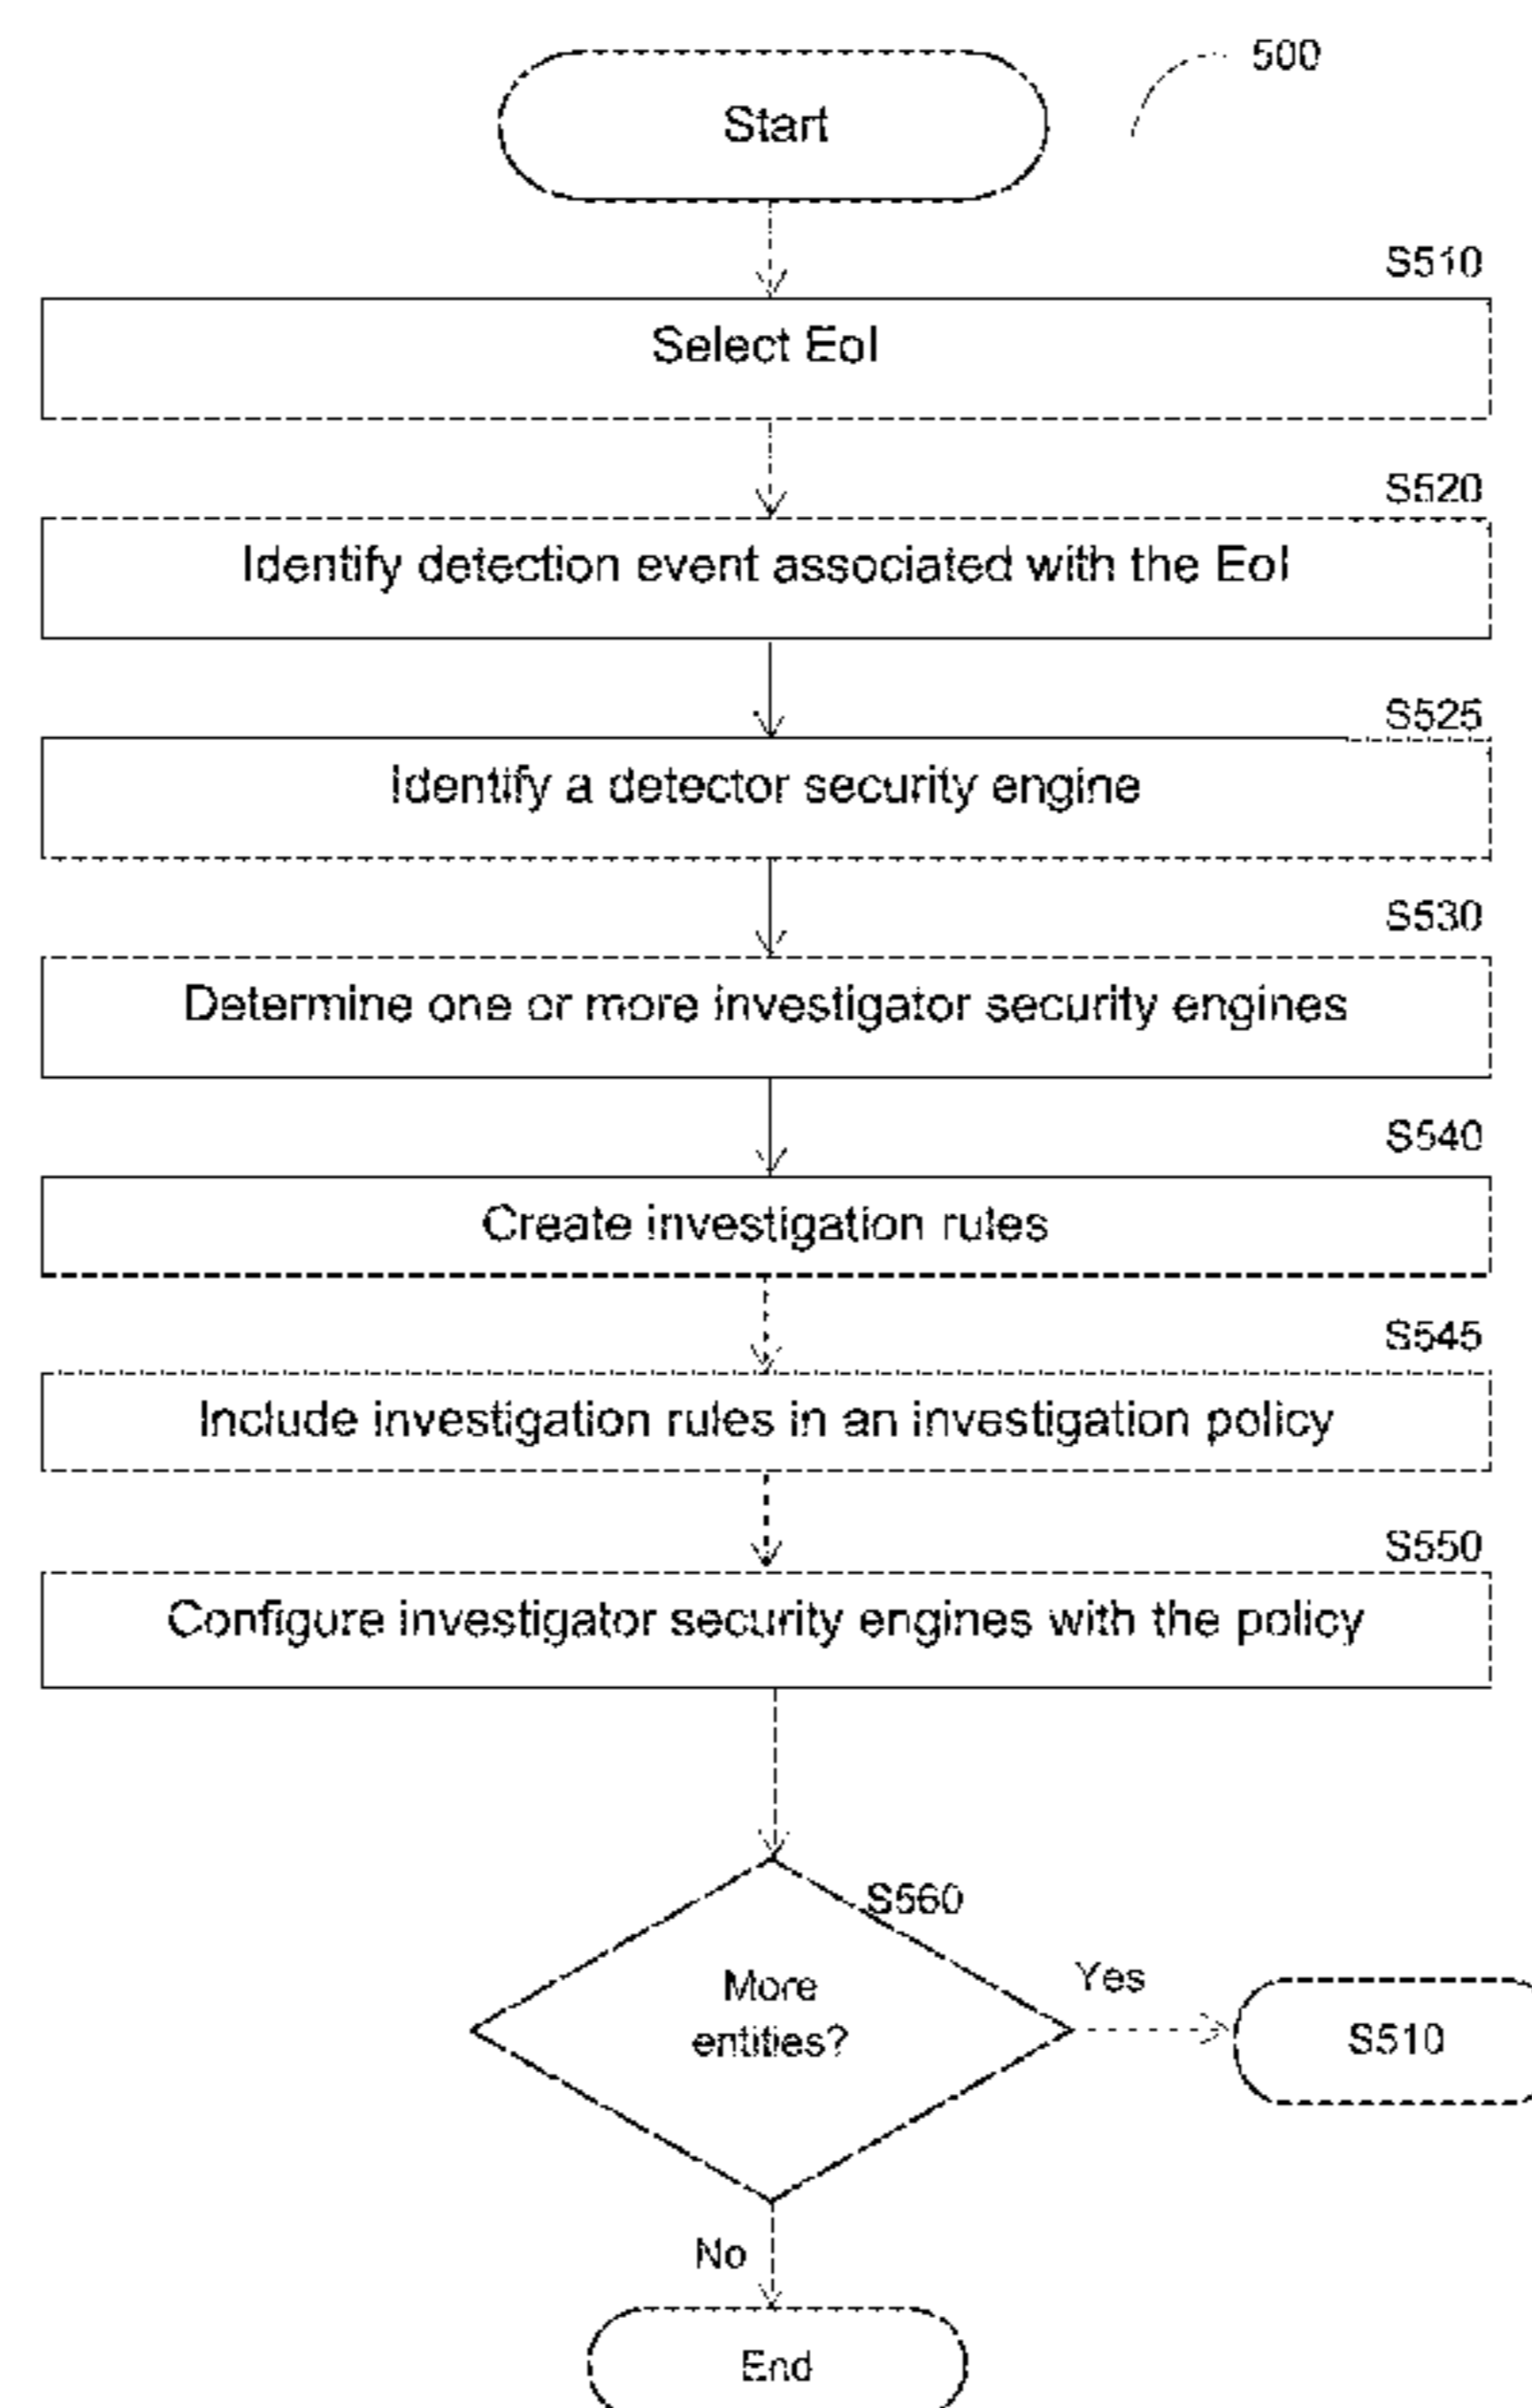 500
Start
S510
Select EoI
S520
Identify detection event associated with the EoI
S525
Identify a detector security engine
S530
Determine one or more investigator security engines
S540
Create investigation rules
S545
Include investigation rules in an investigation policy
S550
Configure investigator security engines with the policy
S560
More
entities?
Yes
S510
No
End